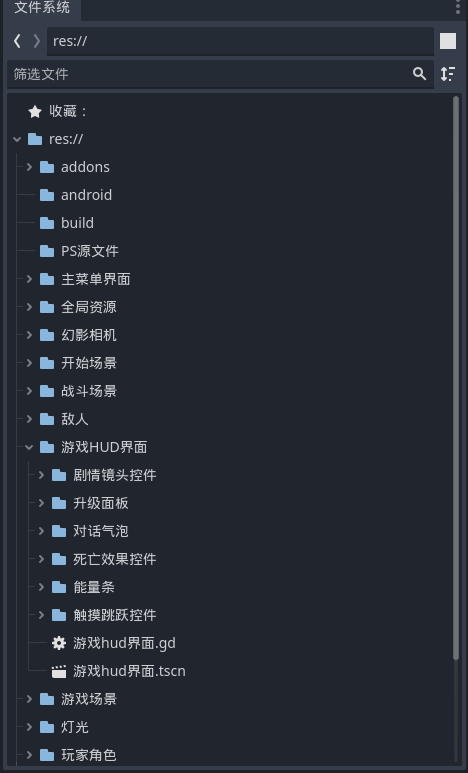 文件系统
res://
筛选文件
收藏：
res://
addons
android
build
PS源文件
主菜单界面
全局资源
幻影相机
开始场景
战斗场景
敌人
游戏HUD界面
剧情镜头控件
升级面板
对话气泡
死亡效果控件
能量条
触摸跳跃控件
游戏hud界面.gd
游戏hud界面.tscn
游戏场景
灯光
玩家角色